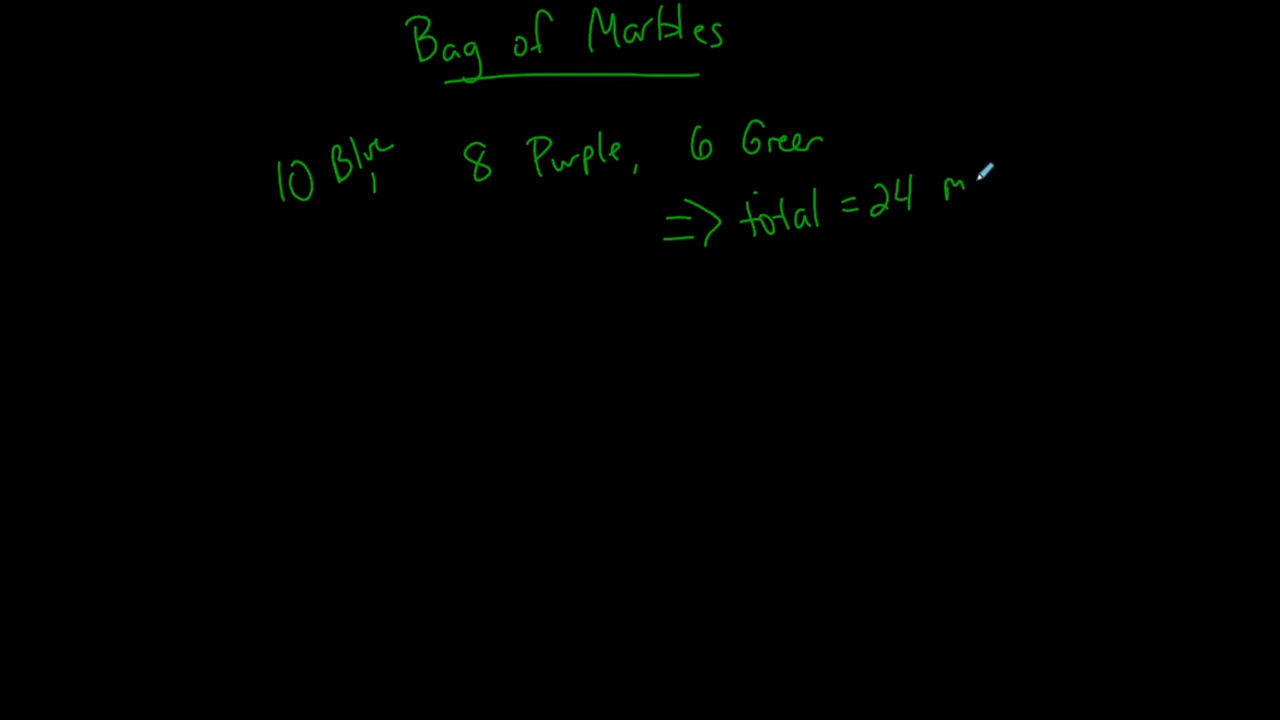 Bag of Marbles
10 Blue, 8 Purple, 6 Green
=> total = 24 m